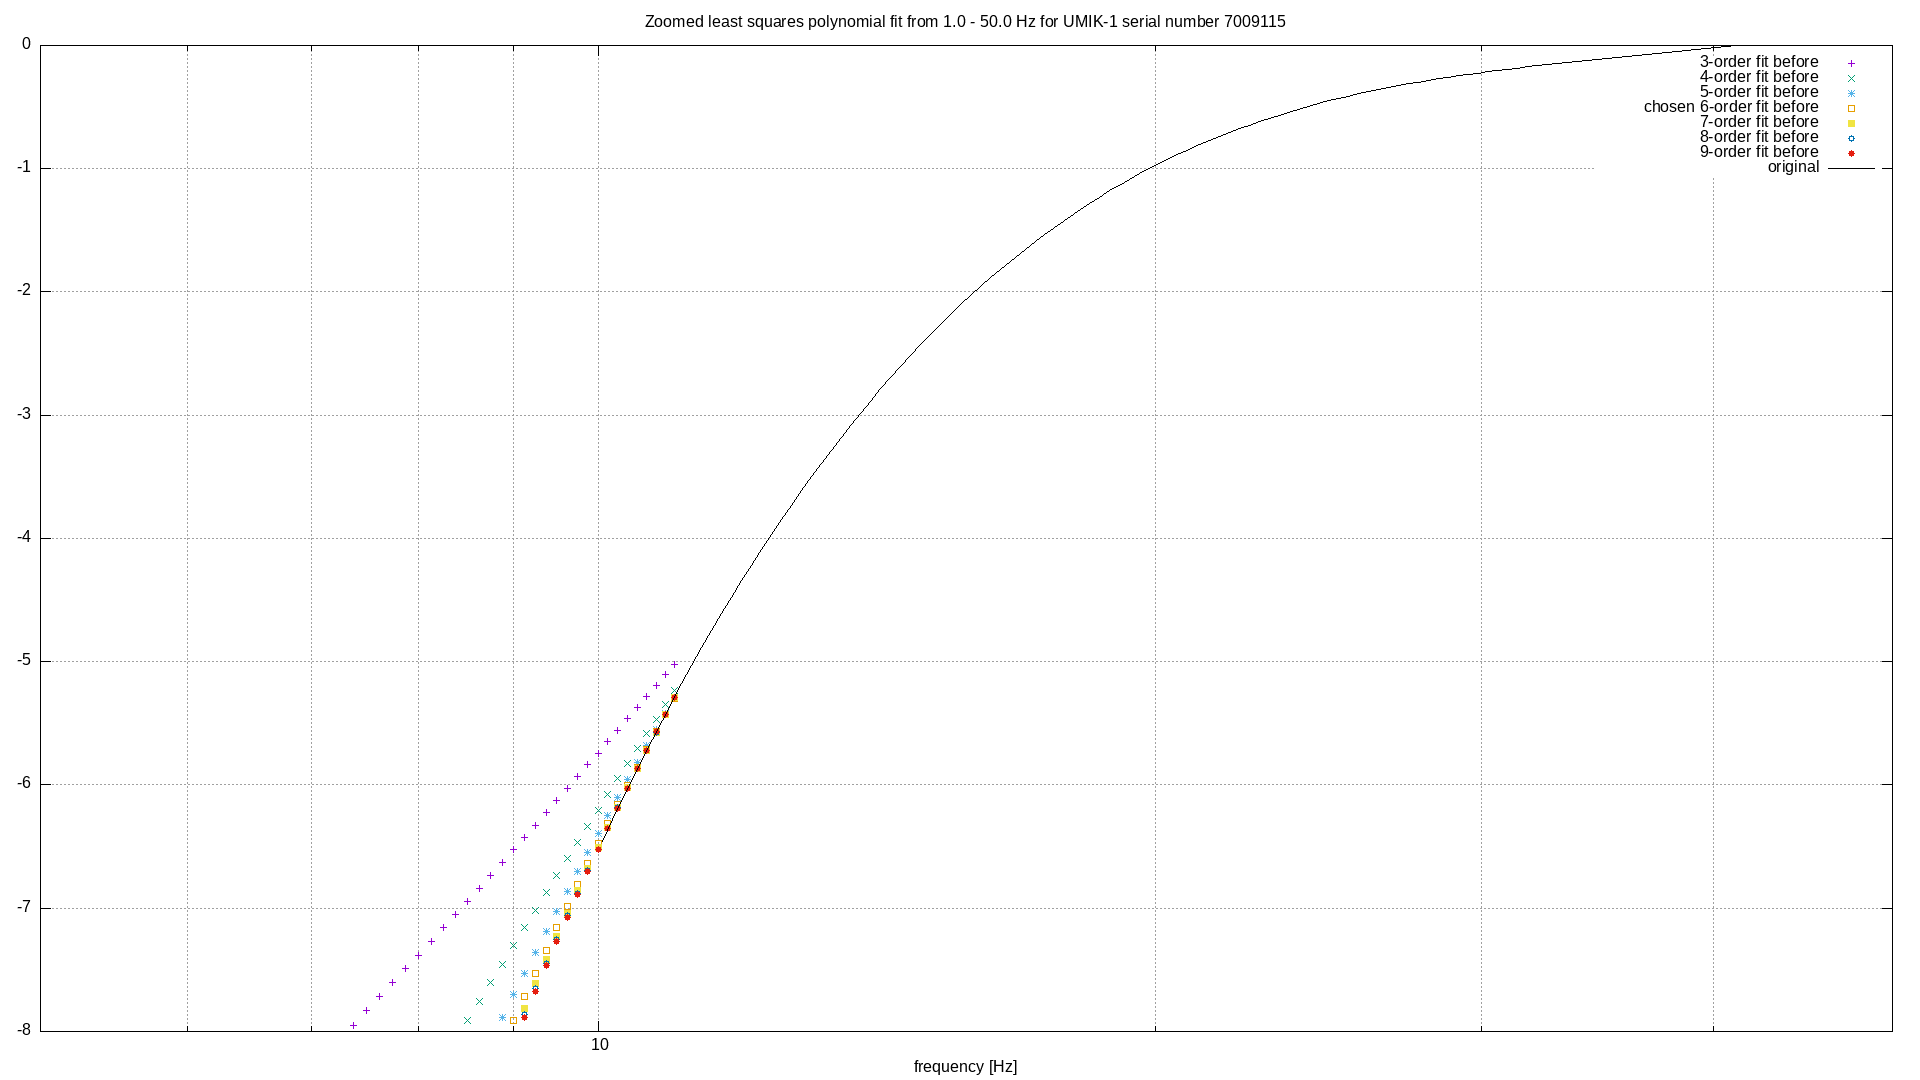 Zoomed least squares polynomial fit from 1.0 - 50.0 Hz for UMIK-1 serial number 7009115
0
3-order fit before
4-order fit before
5-order fit before
chosen 6-order fit before
7-order fit before
8-order fit before
9-order fit before
original
-1
-2
-3
-4
-5
-6
-7
-8
10
frequency [Hz]